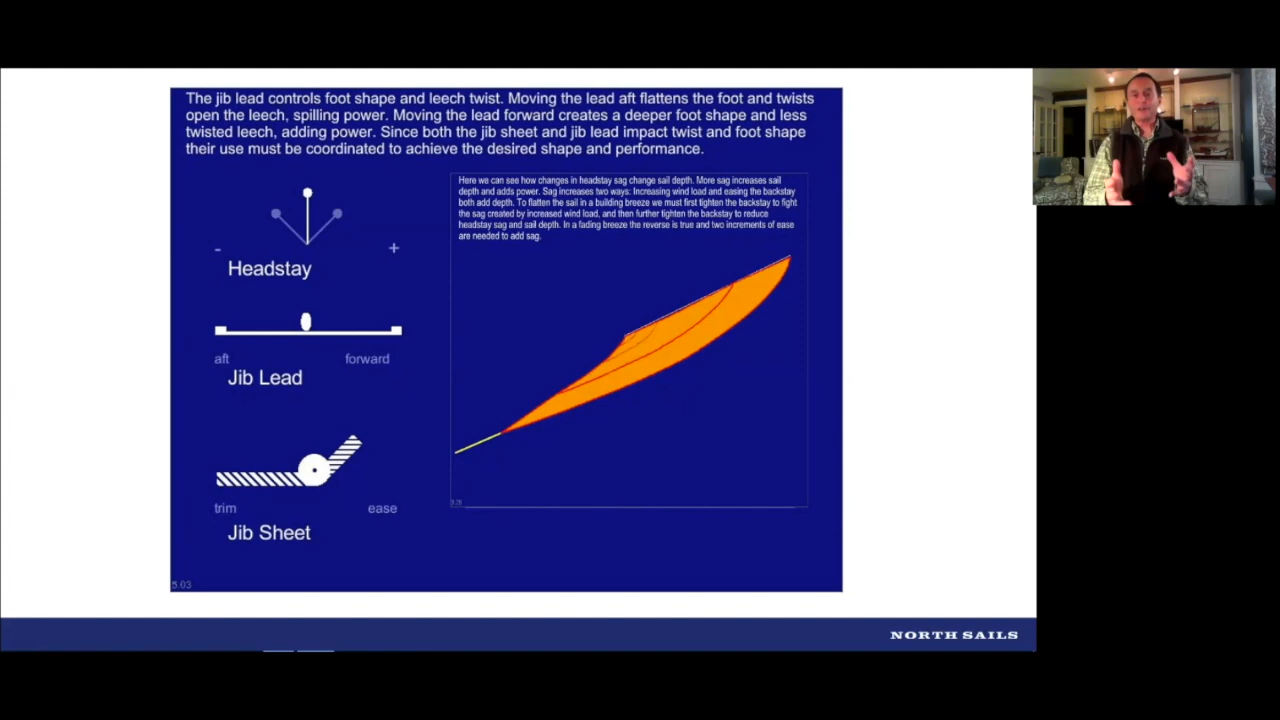 The jib lead controls foot shape and leech twist. Moving the lead aft flattens the foot and twists
open the leech, spilling power. Moving the lead forward creates a deeper foot shape and less
twisted leech, adding power. Since both the jib sheet and jib lead impact twist and foot shape
their use must be coordinated to achieve the desired shape and performance.
Here we can see how changes in headstay sag change sail depth. More sag increases sail
depth and adds power. Sag increases two ways: Increasing wind load and easing the backstay
both add depth. To flatten the sail in a building breeze we must first tighten the backstay to fight
the sag created by increased wind load, and then further tighten the backstay to reduce
headstay sag and sail depth. In a fading breeze the reverse is true and two increments of ease
are needed to add sag.
- +
Headstay
aft forward
Jib Lead
trim ease
Jib Sheet
5.03
NORTH SAILS